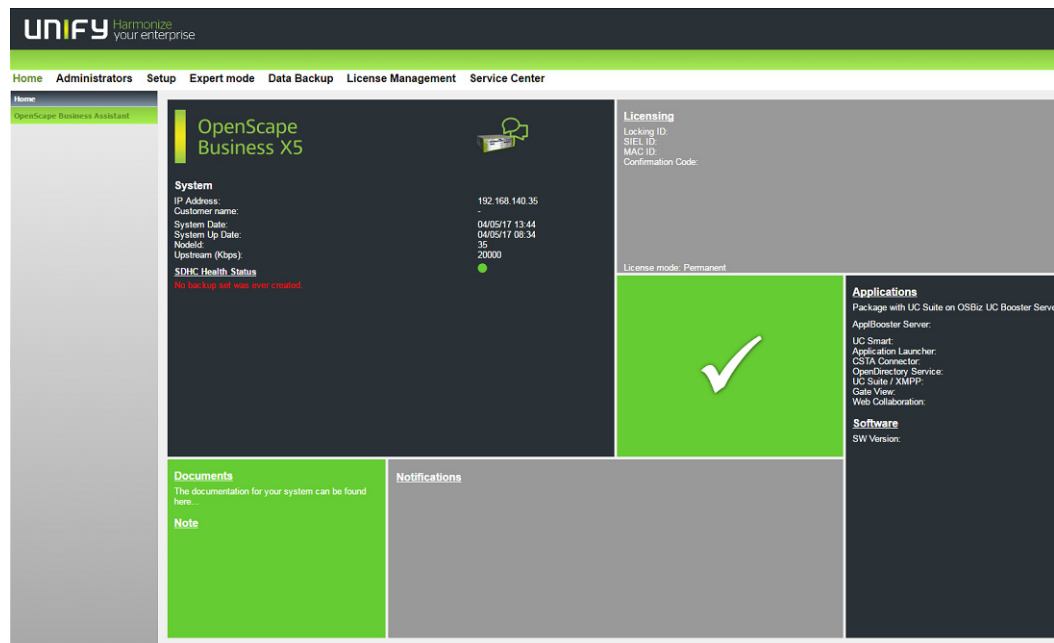 UNIFY Harmonize
your enterprise
Home Administrators Setup Expert mode Data Backup License Management Service Center
Home
OpenScape Business Assistant
OpenScape
Business X5
System
IP Address: 192.168.140.35
Customer name: -
System Date: 04/05/17 13:44
System Up Date: 04/05/17 08:34
NodeId: 35
Upstream (Kbps): 20000
SDHC Health Status
No backup set was ever created.
Licensing
Locking ID:
SIEL ID:
MAC ID:
Confirmation Code:
License mode: Permanent
Applications
Package with UC Suite on OSBiz UC Booster Serve
ApplBooster Server:
UC Smart:
Application Launcher:
CSTA Connector:
OpenDirectory Service:
UC Suite / XMPP:
Gate View:
Web Collaboration:
Software
SW Version:
Documents
The documentation for your system can be found
here...
Note
Notifications